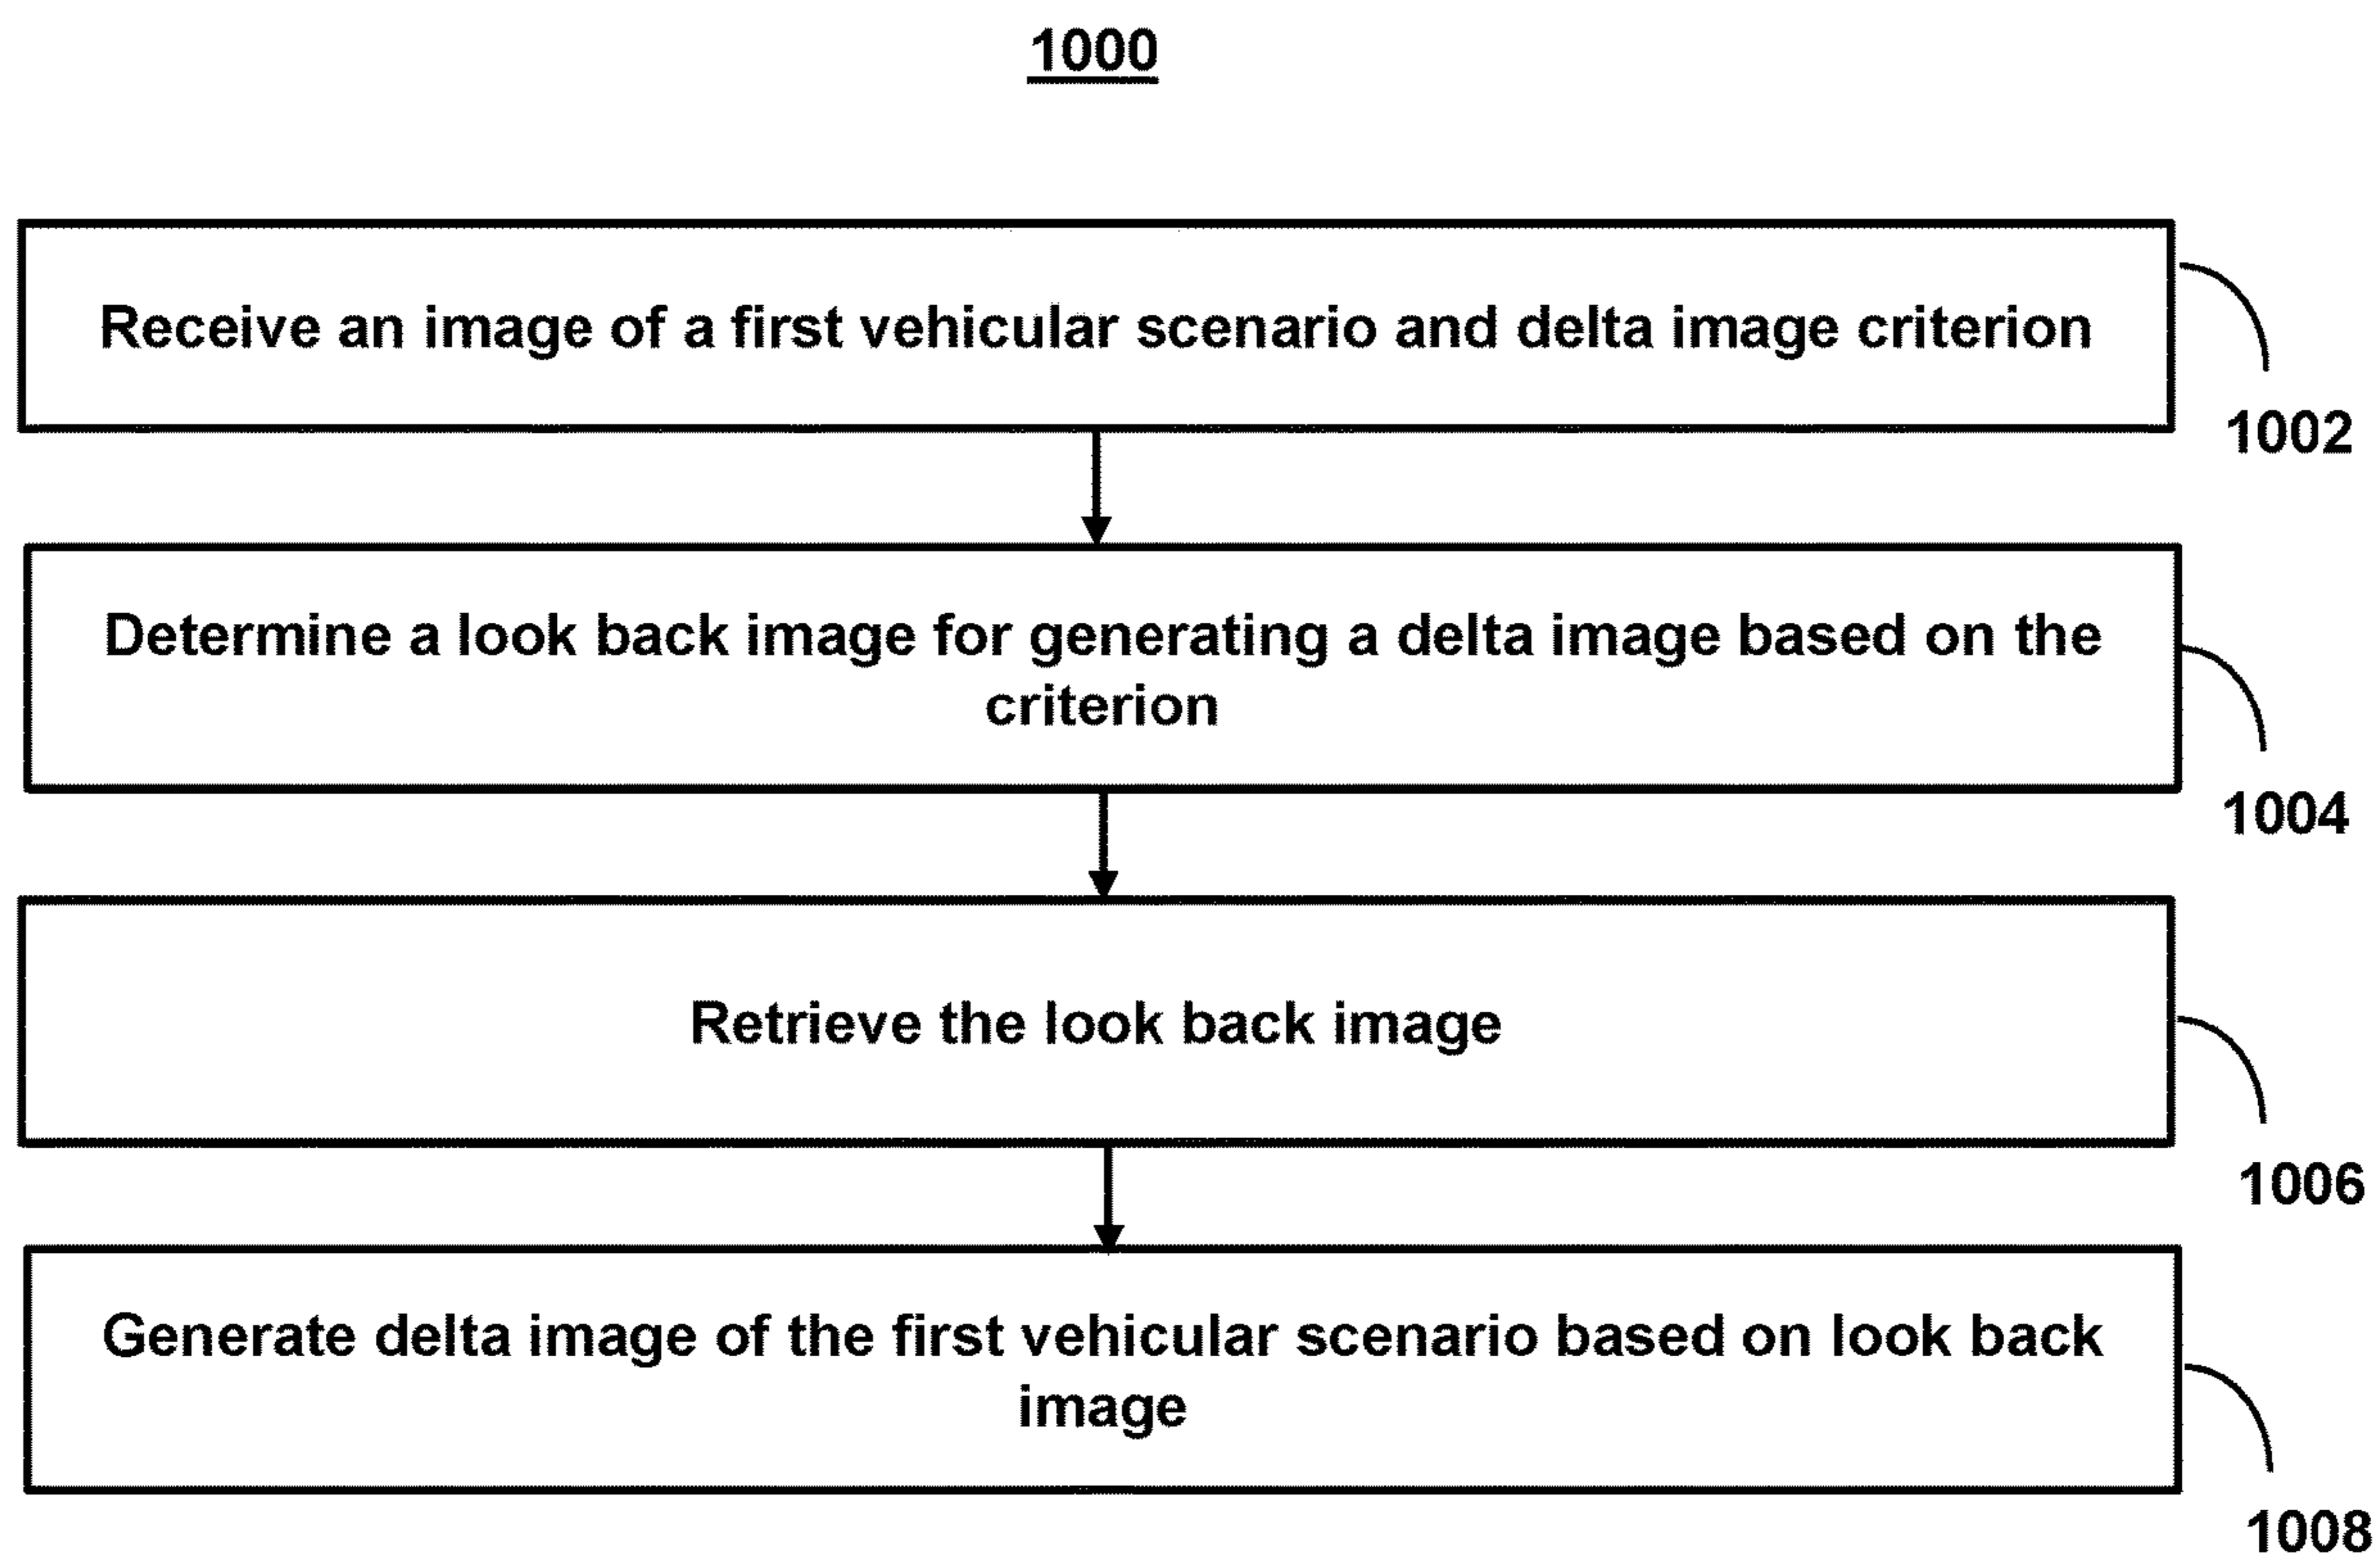 1000
Receive an image of a first vehicular scenario and delta image criterion
1002
Determine a look back image for generating a delta image based on the
criterion
1004
Retrieve the look back image
1006
Generate delta image of the first vehicular scenario based on look back
image
1008